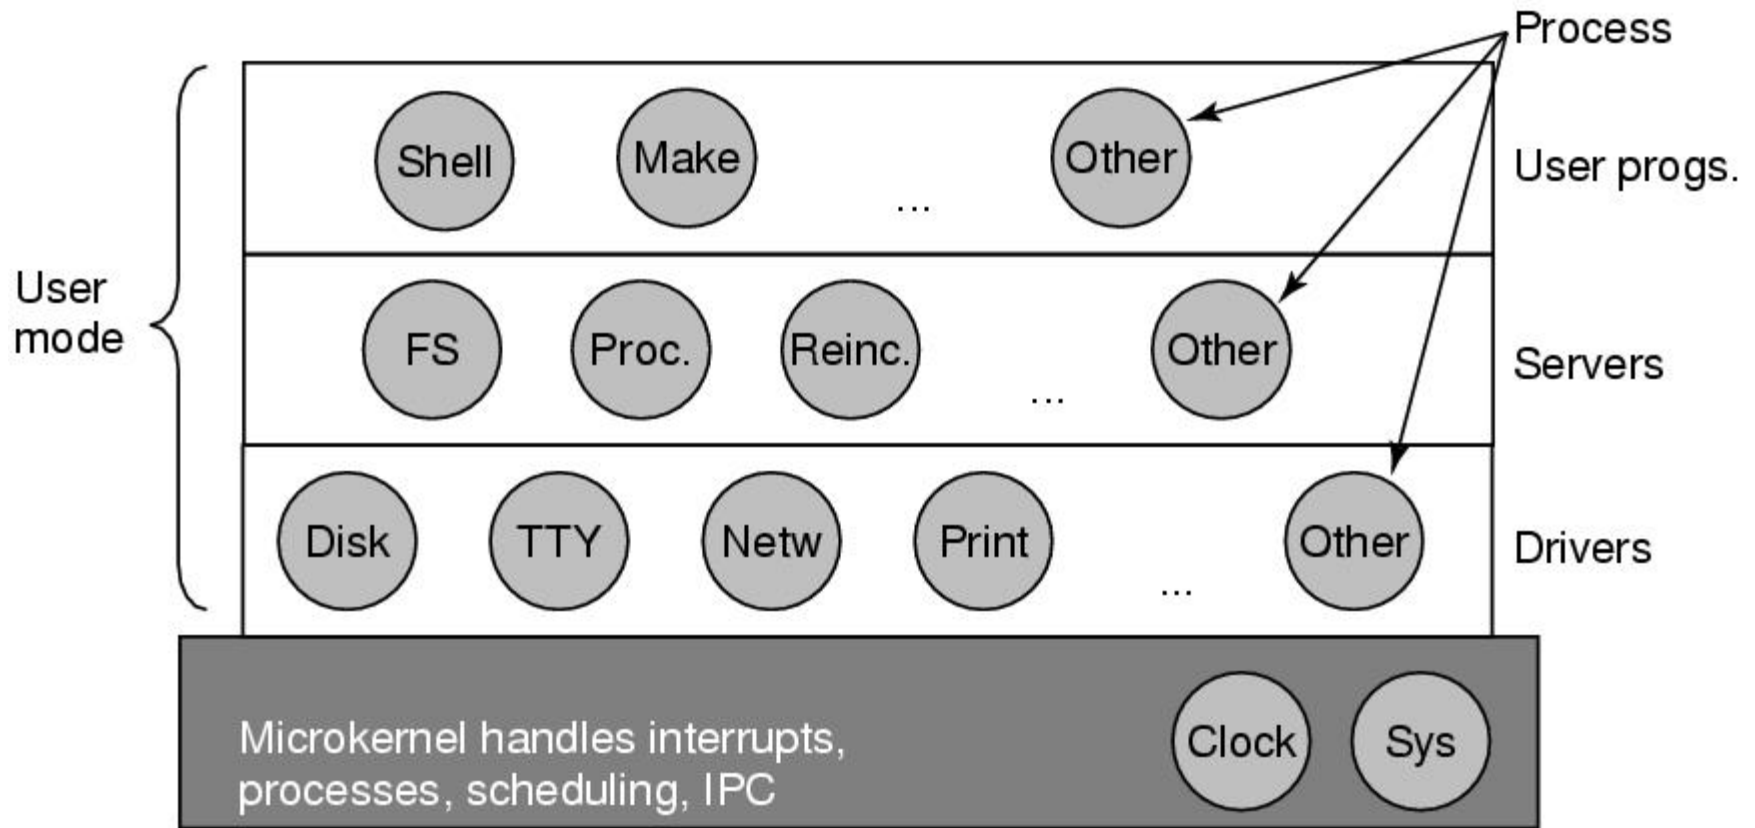 Process
Shell
Make
...
Other
User progs.
User
mode
FS
Proc.
Reinc.
...
Other
Servers
Disk
TTY
Netw
Print
...
Other
Drivers
Microkernel handles interrupts,
processes, scheduling, IPC
Clock
Sys